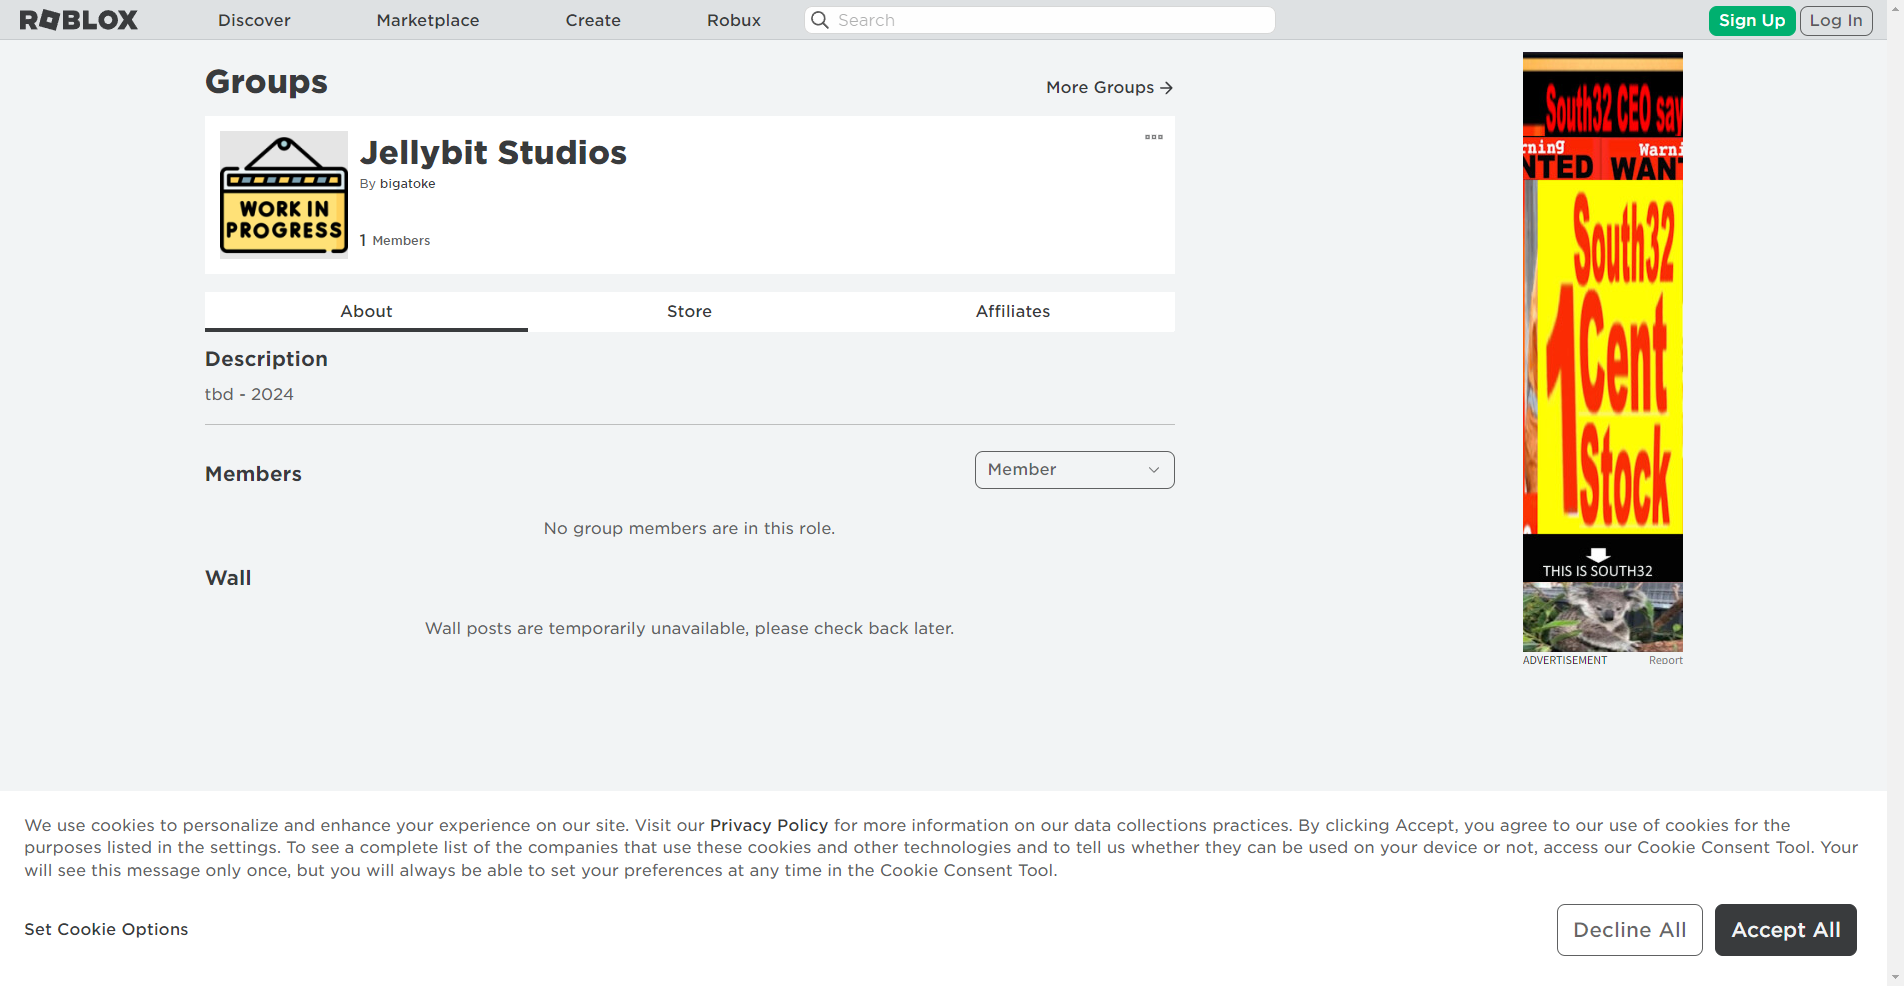 ROBLOX
Discover
Marketplace
Create
Robux
Search
Sign Up
Log In
Groups
More Groups
WORK IN
PROGRESS
Jellybit Studios
By bigatoke
1 Members
About
Store
Affiliates
Description
tbd - 2024
Members
Member
No group members are in this role.
Wall
Wall posts are temporarily unavailable, please check back later.
South32 CEO say
rning Warni
NTED WANT
South32
1 Cent
Stock
THIS IS SOUTH32
ADVERTISEMENT
Report
We use cookies to personalize and enhance your experience on our site. Visit our Privacy Policy for more information on our data collections practices. By clicking Accept, you agree to our use of cookies for the
purposes listed in the settings. To see a complete list of the companies that use these cookies and other technologies and to tell us whether they can be used on your device or not, access our Cookie Consent Tool. Your
will see this message only once, but you will always be able to set your preferences at any time in the Cookie Consent Tool.
Set Cookie Options
Decline All
Accept All